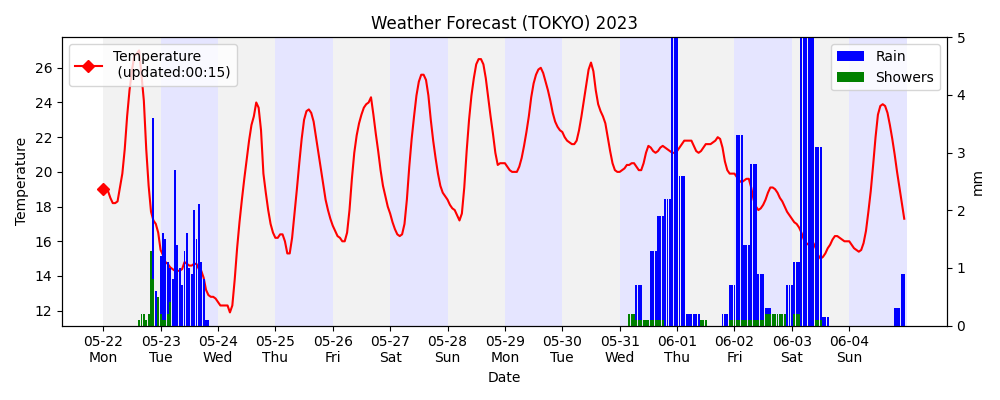 Weather Forecast (TOKYO) 2023
Temperature
(updated:00:15)
Rain
Showers
Temperature
26
24
22
20
18
16
14
12
5
4
3
2
1
0
mm
05-22 05-23 05-24 05-25 05-26 05-27 05-28 05-29 05-30 05-31 06-01 06-02 06-03 06-04
Mon Tue Wed Thu Fri Sat Sun Mon Tue Wed Thu Fri Sat Sun
Date